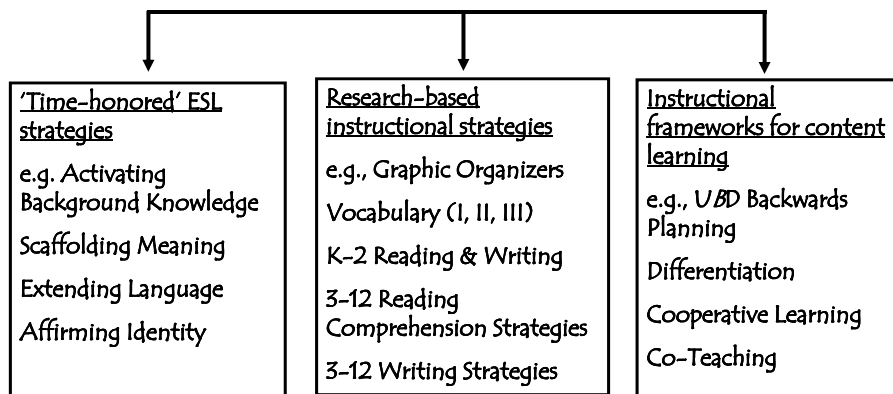 'Time-honored' ESL
strategies
e.g. Activating
Background Knowledge
Scaffolding Meaning
Extending Language
Affirming Identity
Research-based
instructional strategies
e.g., Graphic Organizers
Vocabulary (I, II, III)
K-2 Reading & Writing
3-12 Reading
Comprehension Strategies
3-12 Writing Strategies
Instructional
frameworks for content
learning
e.g., UBD Backwards
Planning
Differentiation
Cooperative Learning
Co-Teaching